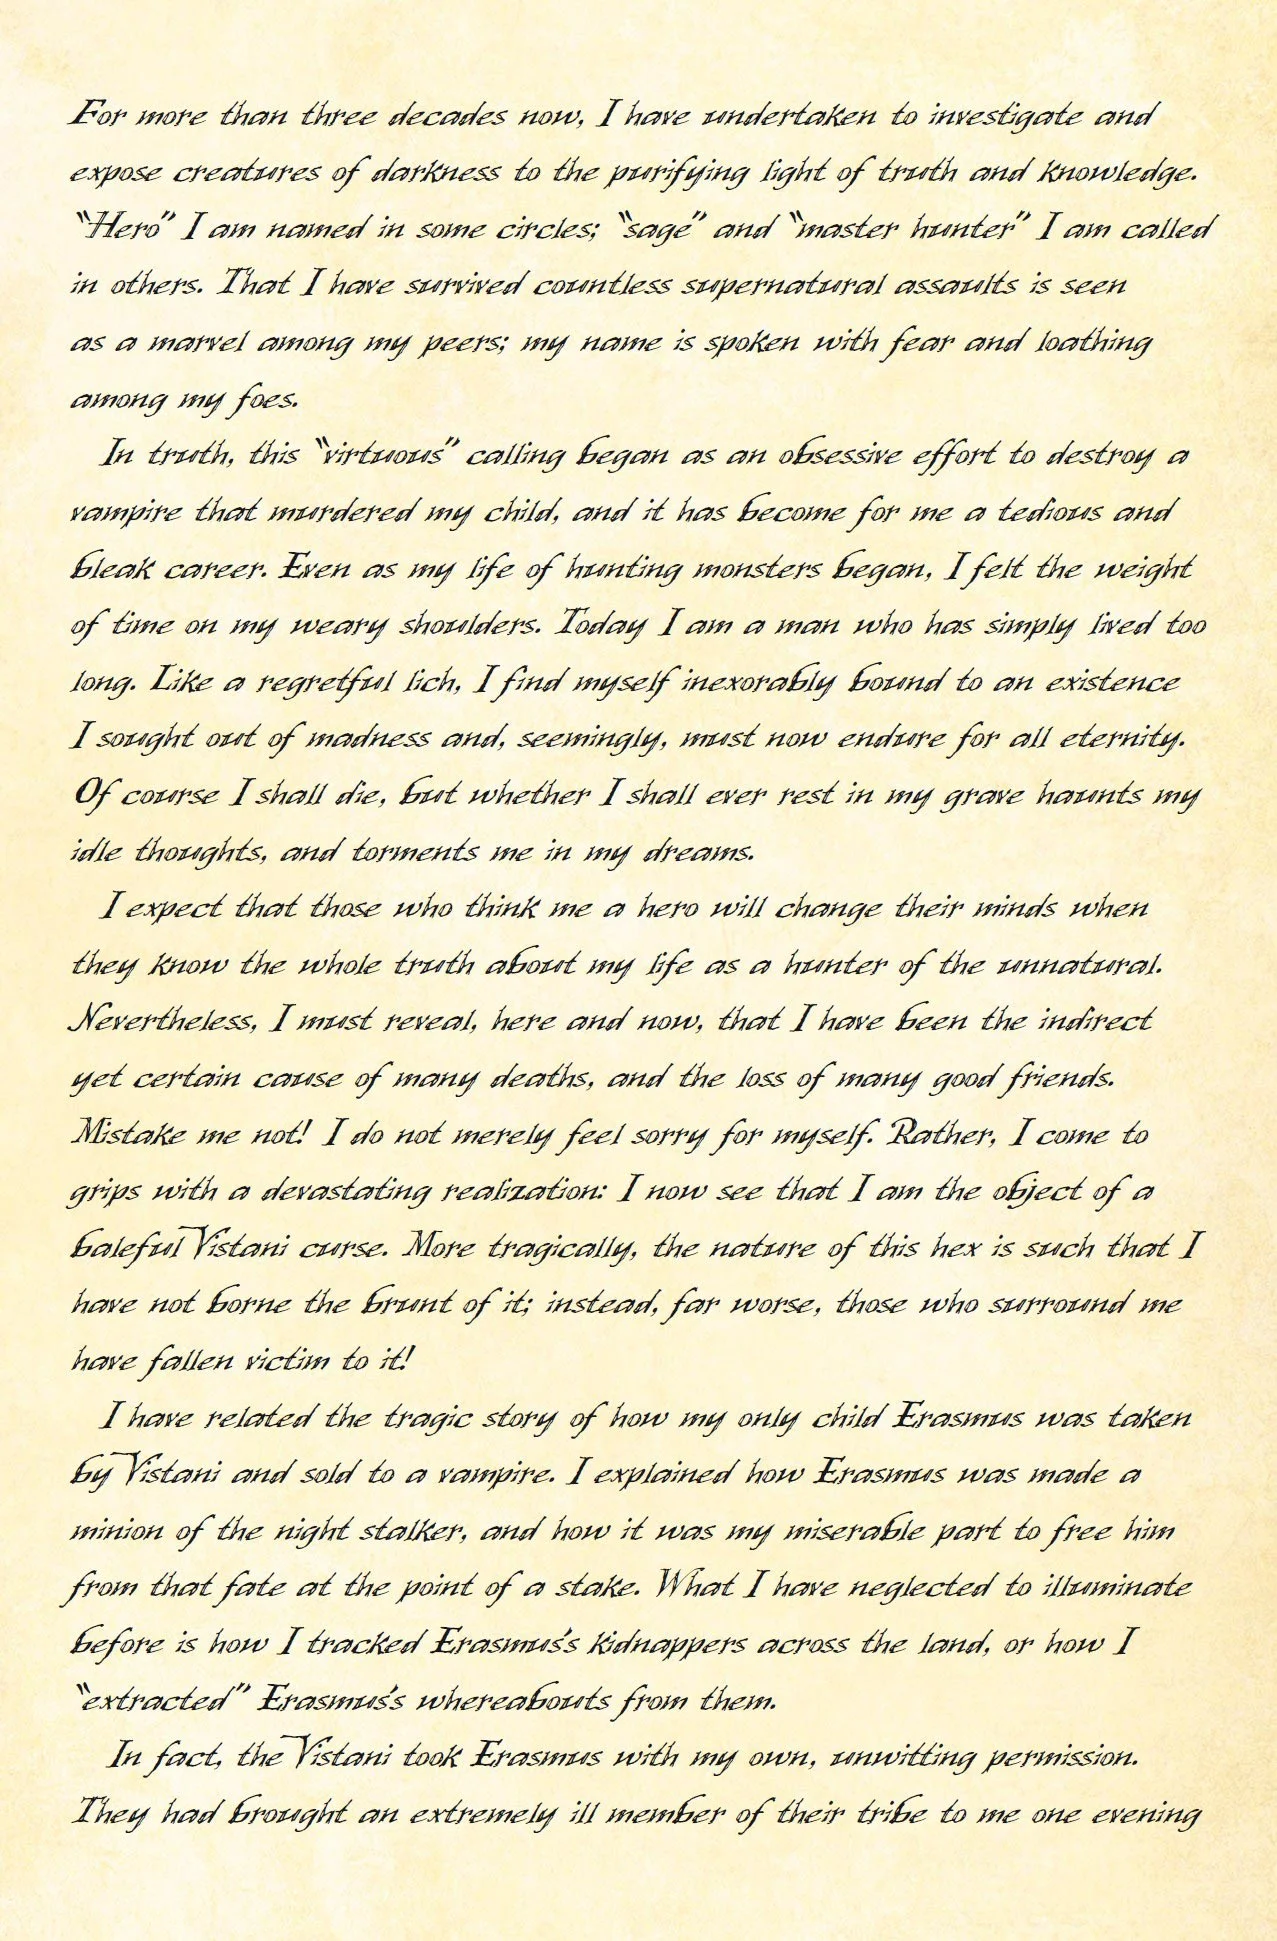 For more than three decades now, I have undertaken to investigate and
expose creatures of darkness to the purifying light of truth and knowledge.
“Hero” I am named in some circles; “sage” and “master hunter” I am called
in others. That I have survived countless supernatural assaults is seen
as a marvel among my peers; my name is spoken with fear and loathing
among my foes.
In truth, this “virtuous” calling began as an obsessive effort to destroy a
vampire that murdered my child, and it has become for me a tedious and
bleak career. Even as my life of hunting monsters began, I felt the weight
of time on my weary shoulders. Today I am a man who has simply lived too
long. Like a regretful lich, I find myself inexorably bound to an existence
I sought out of madness and, seemingly, must now endure for all eternity.
Of course I shall die, but whether I shall ever rest in my grave haunts my
idle thoughts, and torments me in my dreams.
I expect that those who think me a hero will change their minds when
they know the whole truth about my life as a hunter of the unnatural.
Nevertheless, I must reveal, here and now, that I have been the indirect
yet certain cause of many deaths, and the loss of many good friends.
Mistake me not! I do not merely feel sorry for myself. Rather, I come to
grips with a devastating realization: I now see that I am the object of a
baleful Vistani curse. More tragically, the nature of this hex is such that I
have not borne the brunt of it; instead, far worse, those who surround me
have fallen victim to it!
I have related the tragic story of how my only child Erasmus was taken
by Vistani and sold to a vampire. I explained how Erasmus was made a
minion of the night stalker, and how it was my miserable part to free him
from that fate at the point of a stake. What I have neglected to illuminate
before is how I tracked Erasmus’s kidnappers across the land, or how I
“extracted” Erasmus’s whereabouts from them.
In fact, the Vistani took Erasmus with my own, unwitting permission.
They had brought an extremely ill member of their tribe to me one evening